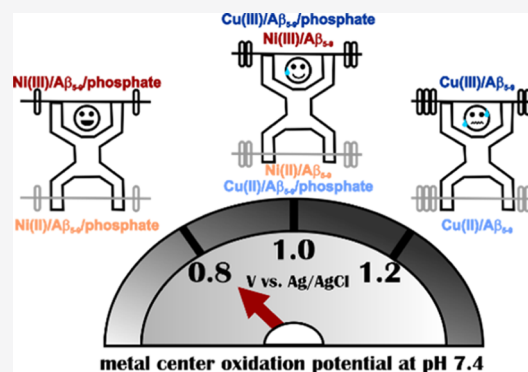 Cu(III)/Aβ₅₋₉/phosphate
Ni(III)/Aβ₅₋₉
Ni(III)/Aβ₅₋₉/phosphate
Cu(III)/Aβ₅₋₉
Ni(II)/Aβ₅₋₉
Cu(II)/Aβ₅₋₉/phosphate
Ni(II)/Aβ₅₋₉/phosphate
Cu(II)/Aβ₅₋₉
0.8 1.0 1.2
V vs. Ag/AgCl
metal center oxidation potential at pH 7.4